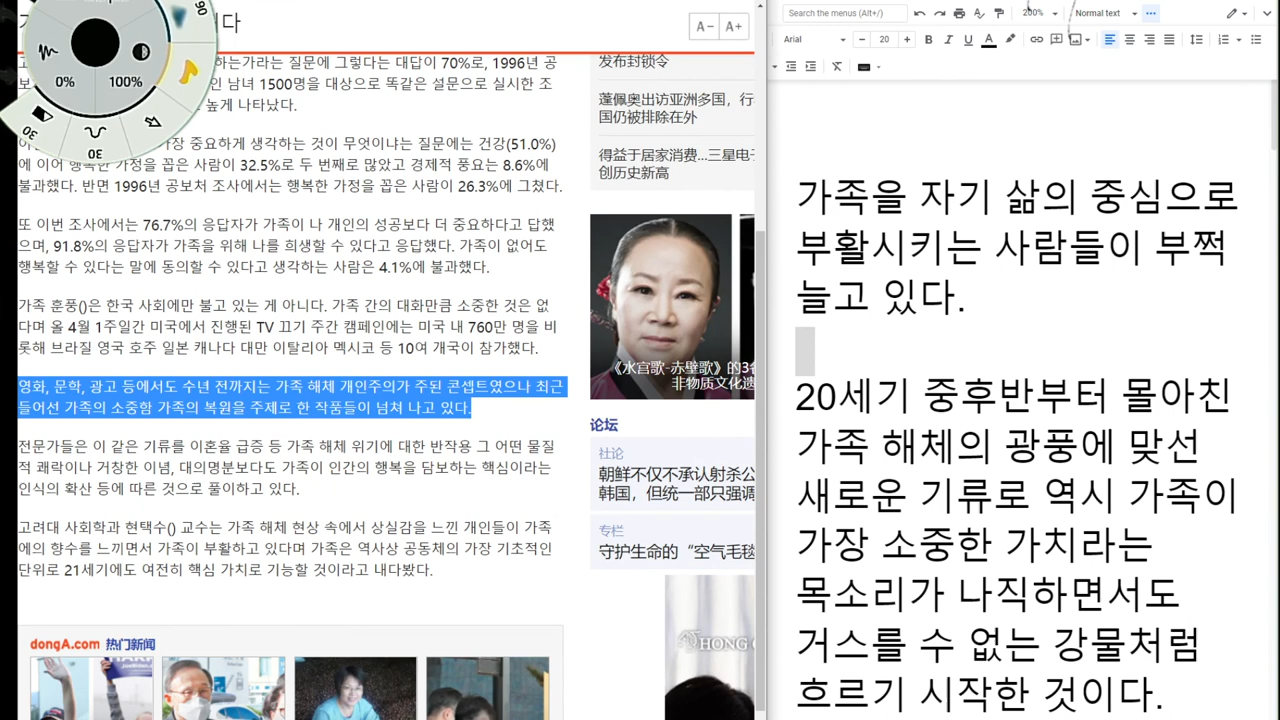 니다
A− A+
하는가라는 질문에 그렇다는 대답이 70%로, 1996년 공
인 남녀 1500명을 대상으로 똑같은 설문으로 실시한 조
높게 나타났다.
가장 중요하게 생각하는 것이 무엇이냐는 질문에는 건강(51.0%)
에 이어 행복한 가정을 꼽은 사람이 32.5%로 두 번째로 많았고 경제적 풍요는 8.6%에
불과했다. 반면 1996년 공보처 조사에서는 행복한 가정을 꼽은 사람이 26.3%에 그쳤다.
또 이번 조사에서는 76.7%의 응답자가 가족이 나 개인의 성공보다 더 중요하다고 답했
으며, 91.8%의 응답자가 가족을 위해 나를 희생할 수 있다고 응답했다. 가족이 없어도
행복할 수 있다는 말에 동의할 수 있다고 생각하는 사람은 4.1%에 불과했다.
가족 훈풍()은 한국 사회에만 불고 있는 게 아니다. 가족 간의 대화만큼 소중한 것은 없
다며 올 4월 1주일간 미국에서 진행된 TV 끄기 주간 캠페인에는 미국 내 760만 명을 비
롯해 브라질 영국 호주 일본 캐나다 대만 이탈리아 멕시코 등 10여 개국이 참가했다.
영화, 문학, 광고 등에서도 수년 전까지는 가족 해체 개인주의가 주된 콘셉트였으나 최근
들어선 가족의 소중함 가족의 복원을 주제로 한 작품들이 넘쳐 나고 있다.
전문가들은 이 같은 기류를 이혼율 급증 등 가족 해체 위기에 대한 반작용 그 어떤 물질
적 쾌락이나 거창한 이념, 대의명분보다도 가족이 인간의 행복을 담보하는 핵심이라는
인식의 확산 등에 따른 것으로 풀이하고 있다.
고려대 사회학과 현택수() 교수는 가족 해체 현상 속에서 상실감을 느낀 개인들이 가족
에의 향수를 느끼면서 가족이 부활하고 있다며 가족은 역사상 공동체의 가장 기초적인
단위로 21세기에도 여전히 핵심 가치로 기능할 것이라고 내다봤다.
dongA.com 热门新闻
0% 100%
06
30
30
30
发布封锁令
蓬佩奥出访亚洲多国，行
国仍被排除在外
得益于居家消费...三星电子
创历史新高
《水宫歌-赤壁歌》的3名
非物质文化遗
论坛
社论
朝鲜不仅不承认射杀公
韩国，但统一部只强调
专栏
守护生命的“空气毛毯
HONG
Search the menus (Alt+/)
200%
Normal text
Arial
− 20 +
B I U A
가족을 자기 삶의 중심으로
부활시키는 사람들이 부쩍
늘고 있다.
20세기 중후반부터 몰아친
가족 해체의 광풍에 맞선
새로운 기류로 역시 가족이
가장 소중한 가치라는
목소리가 나직하면서도
거스를 수 없는 강물처럼
흐르기 시작한 것이다.